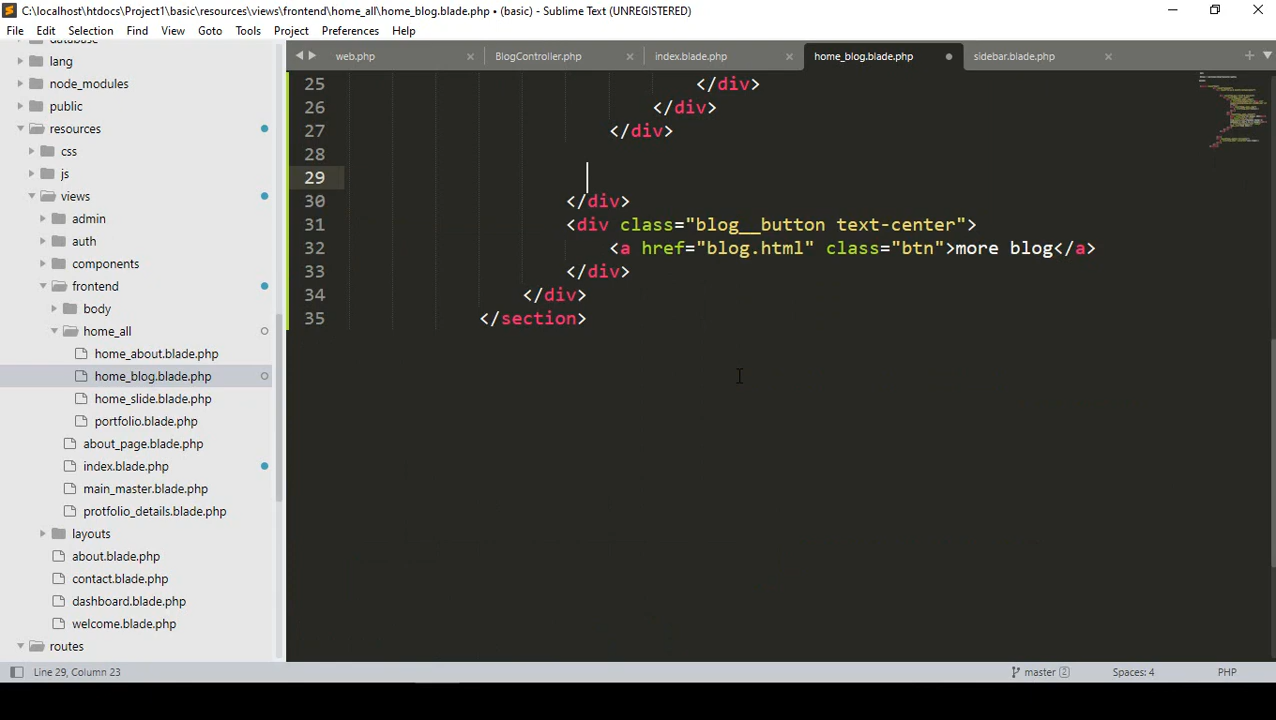 C:\localhost\htdocs\Project1\basic\resources\views\frontend\home_all\home_blog.blade.php • (basic) - Sublime Text (UNREGISTERED)
File Edit Selection Find View Goto Tools Project Preferences Help
web.php BlogController.php index.blade.php home_blog.blade.php sidebar.blade.php
lang
node_modules
public
resources
css
js
views
admin
auth
components
frontend
body
home_all
home_about.blade.php
home_blog.blade.php
home_slide.blade.php
portfolio.blade.php
about_page.blade.php
index.blade.php
main_master.blade.php
protfolio_details.blade.php
layouts
about.blade.php
contact.blade.php
dashboard.blade.php
welcome.blade.php
routes
25 </div>
26 </div>
27 </div>
28
29
30 </div>
31 <div class="blog__button text-center">
32 <a href="blog.html" class="btn">more blog</a>
33 </div>
34 </div>
35 </section>
Line 29, Column 23 master 2 Spaces: 4 PHP